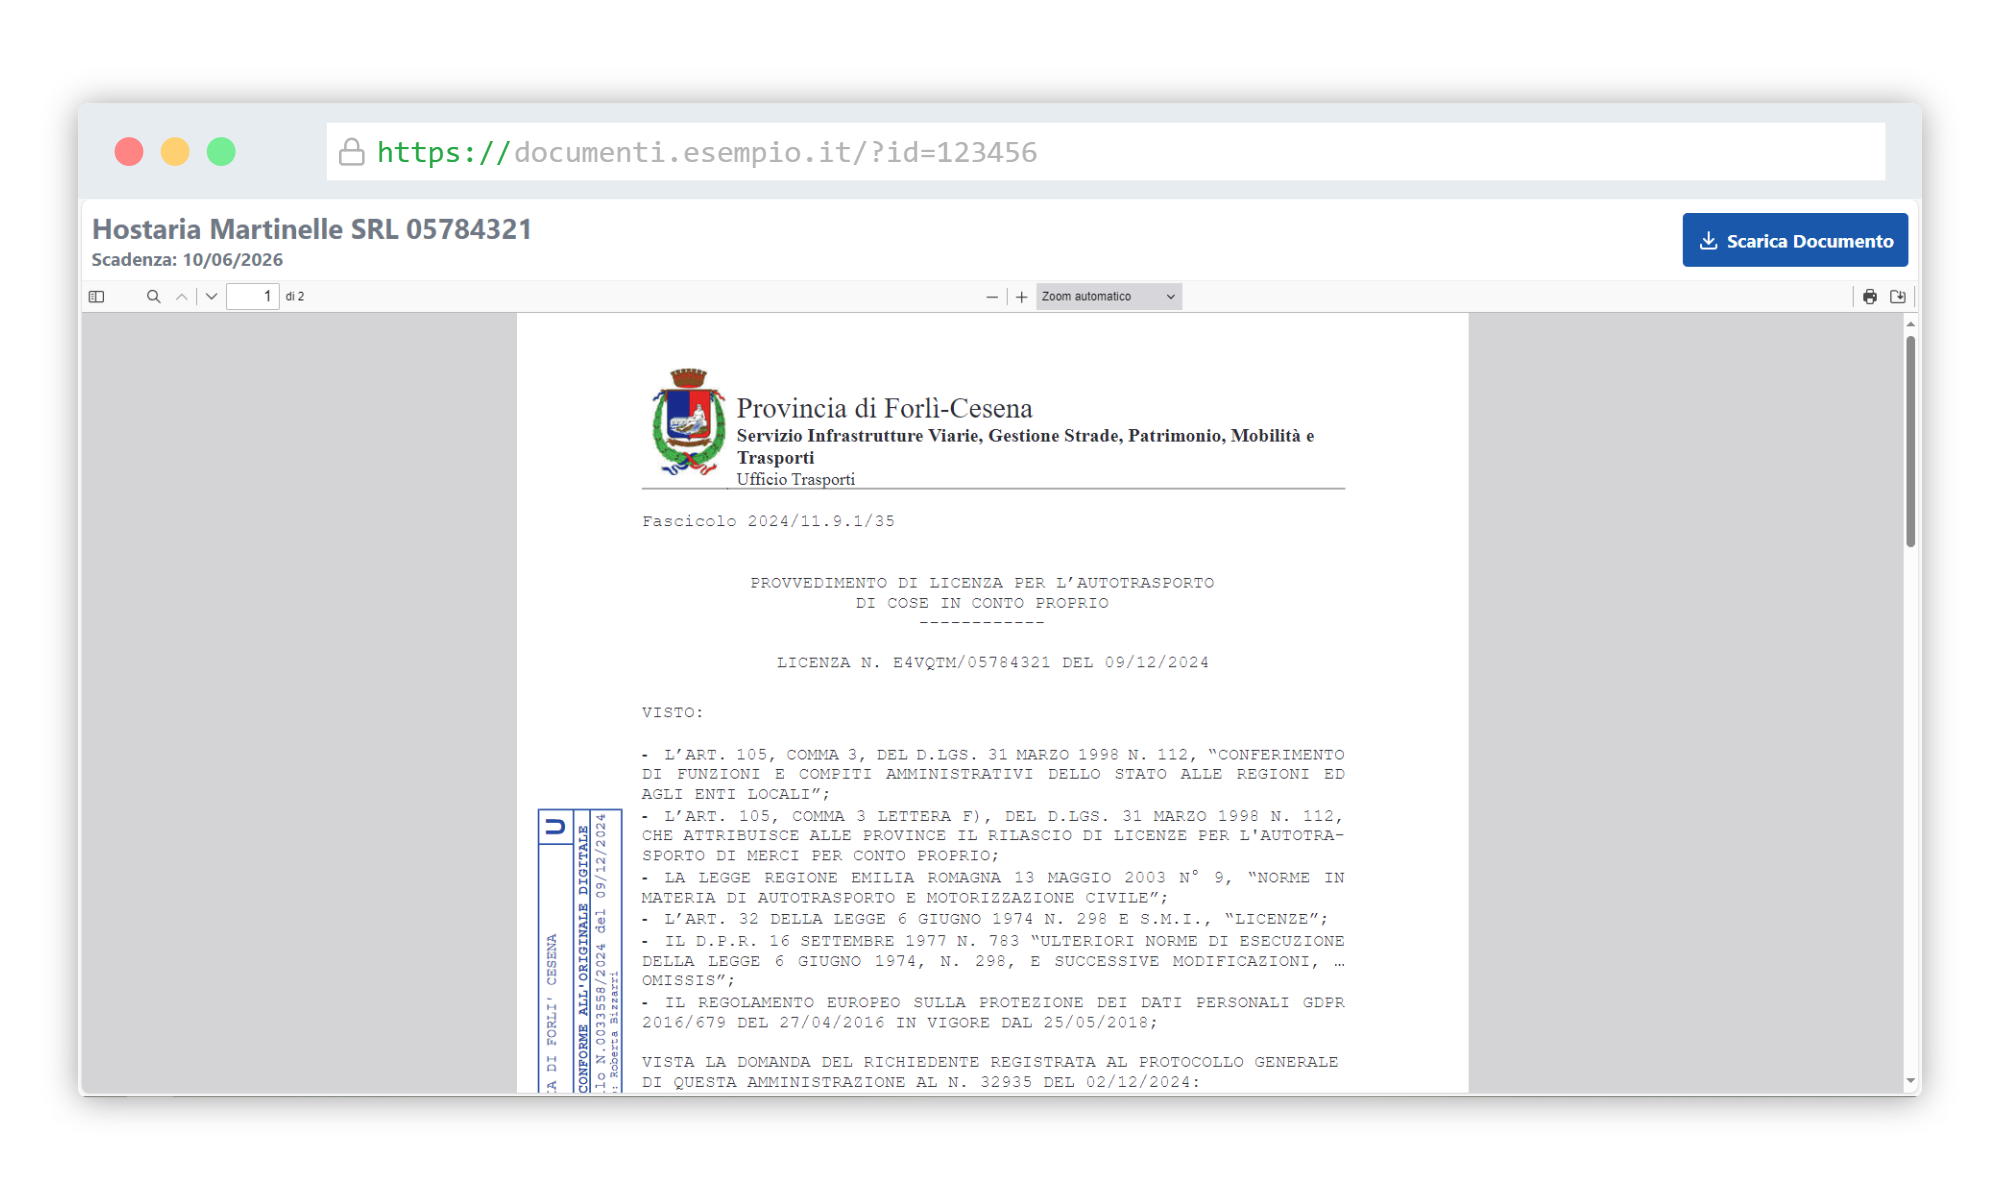 https://documenti.esempio.it/?id=123456
Hostaria Martinelle SRL 05784321
Scadenza: 10/06/2026
Scarica Documento
1 di 2
Zoom automatico
Provincia di Forlì-Cesena
Servizio Infrastrutture Viarie, Gestione Strade, Patrimonio, Mobilità e
Trasporti
Ufficio Trasporti
Fascicolo 2024/11.9.1/35
PROVVEDIMENTO DI LICENZA PER L’AUTOTRASPORTO
DI COSE IN CONTO PROPRIO
------------
LICENZA N. E4VQTM/05784321 DEL 09/12/2024
VISTO:
- L’ART. 105, COMMA 3, DEL D.LGS. 31 MARZO 1998 N. 112, “CONFERIMENTO
DI FUNZIONI E COMPITI AMMINISTRATIVI DELLO STATO ALLE REGIONI ED
AGLI ENTI LOCALI”;
- L’ART. 105, COMMA 3 LETTERA F), DEL D.LGS. 31 MARZO 1998 N. 112,
CHE ATTRIBUISCE ALLE PROVINCE IL RILASCIO DI LICENZE PER L'AUTOTRA-
SPORTO DI MERCI PER CONTO PROPRIO;
- LA LEGGE REGIONE EMILIA ROMAGNA 13 MAGGIO 2003 N° 9, “NORME IN
MATERIA DI AUTOTRASPORTO E MOTORIZZAZIONE CIVILE”;
- L’ART. 32 DELLA LEGGE 6 GIUGNO 1974 N. 298 E S.M.I., “LICENZE”;
- IL D.P.R. 16 SETTEMBRE 1977 N. 783 “ULTERIORI NORME DI ESECUZIONE
DELLA LEGGE 6 GIUGNO 1974, N. 298, E SUCCESSIVE MODIFICAZIONI, …
OMISSIS”;
- IL REGOLAMENTO EUROPEO SULLA PROTEZIONE DEI DATI PERSONALI GDPR
2016/679 DEL 27/04/2016 IN VIGORE DAL 25/05/2018;
VISTA LA DOMANDA DEL RICHIEDENTE REGISTRATA AL PROTOCOLLO GENERALE
DI QUESTA AMMINISTRAZIONE AL N. 32935 DEL 02/12/2024:
U
A DI FORLI' CESENA
CONFORME ALL'ORIGINALE DIGITALE
lo N.0033558/2024 del 09/12/2024
: Roberta Bizzarri